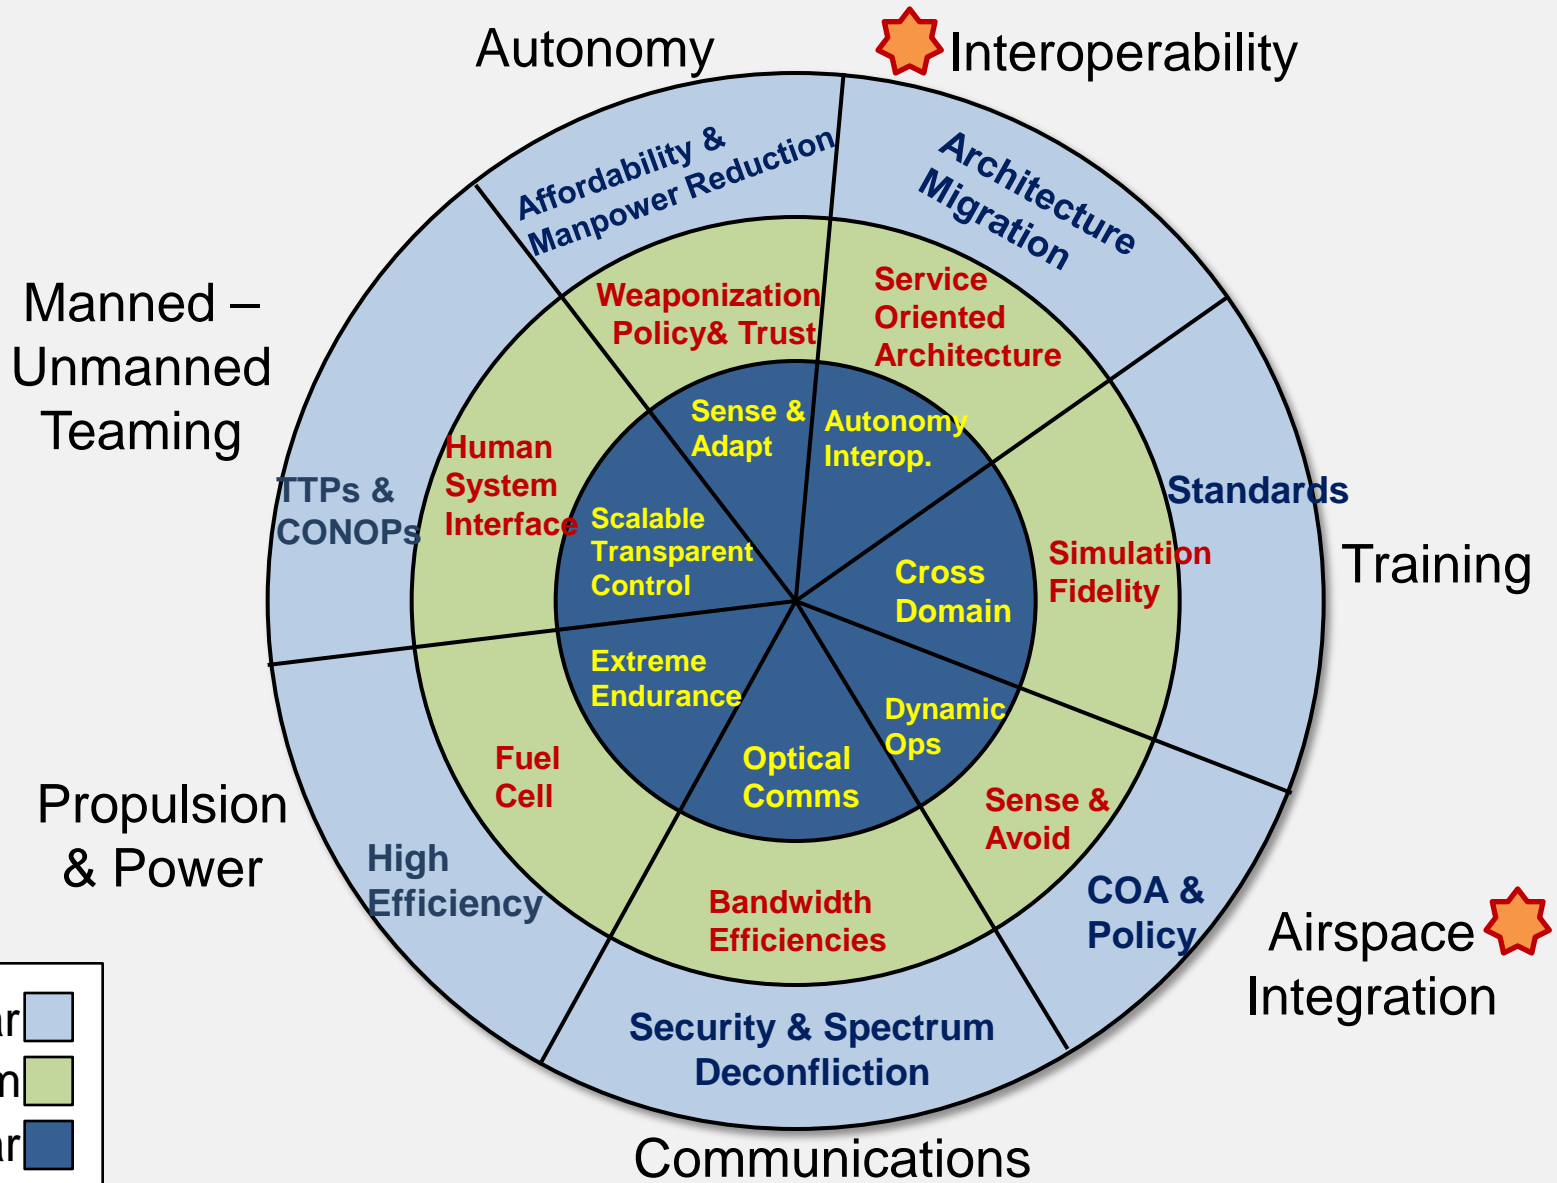 Autonomy
Interoperability
Affordability &
Manpower Reduction
Architecture
Migration
Manned –
Unmanned
Teaming
Weaponization
Policy& Trust
Service
Oriented
Architecture
Sense &
Adapt
Autonomy
Interop.
Human
System
Interface
TTPs &
CONOPs
Scalable
Transparent
Control
Standards
Simulation
Fidelity
Training
Cross
Domain
Extreme
Endurance
Dynamic
Ops
Optical
Comms
Fuel
Cell
Sense &
Avoid
Propulsion
& Power
High
Efficiency
Bandwidth
Efficiencies
COA &
Policy
Airspace
Integration
Security & Spectrum
Deconfliction
Communications